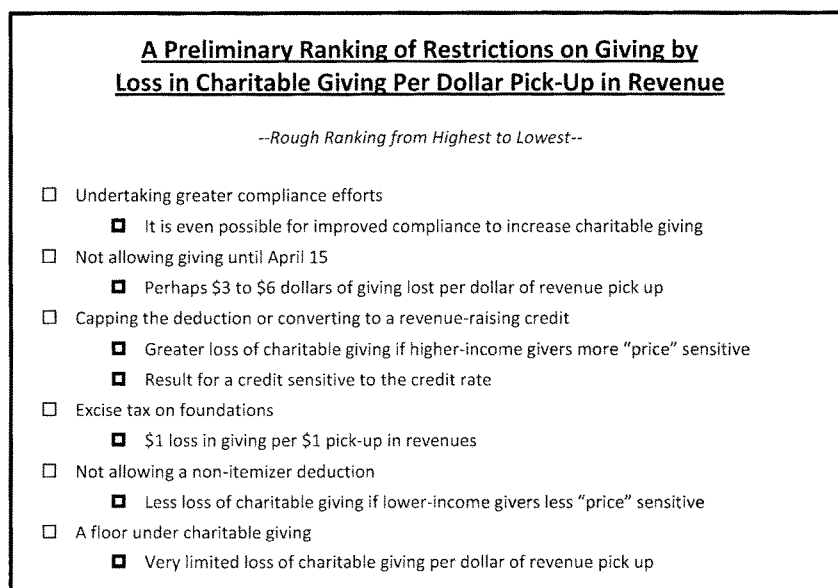 A Preliminary Ranking of Restrictions on Giving by
Loss in Charitable Giving Per Dollar Pick-Up in Revenue
--Rough Ranking from Highest to Lowest--
Undertaking greater compliance efforts
It is even possible for improved compliance to increase charitable giving
Not allowing giving until April 15
Perhaps $3 to $6 dollars of giving lost per dollar of revenue pick up
Capping the deduction or converting to a revenue-raising credit
Greater loss of charitable giving if higher-income givers more “price” sensitive
Result for a credit sensitive to the credit rate
Excise tax on foundations
$1 loss in giving per $1 pick-up in revenues
Not allowing a non-itemizer deduction
Less loss of charitable giving if lower-income givers less “price” sensitive
A floor under charitable giving
Very limited loss of charitable giving per dollar of revenue pick up